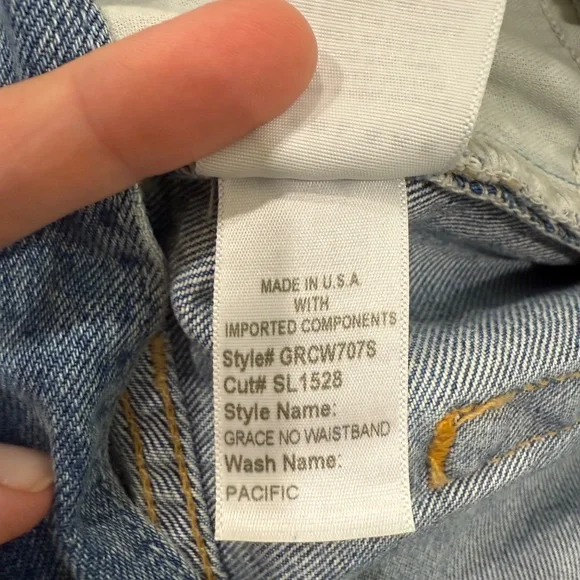 MADE IN U.S.A
WITH
IMPORTED COMPONENTS
Style# GRCW707S
Cut# SL1528
Style Name:
GRACE NO WAISTBAND
Wash Name:
PACIFIC